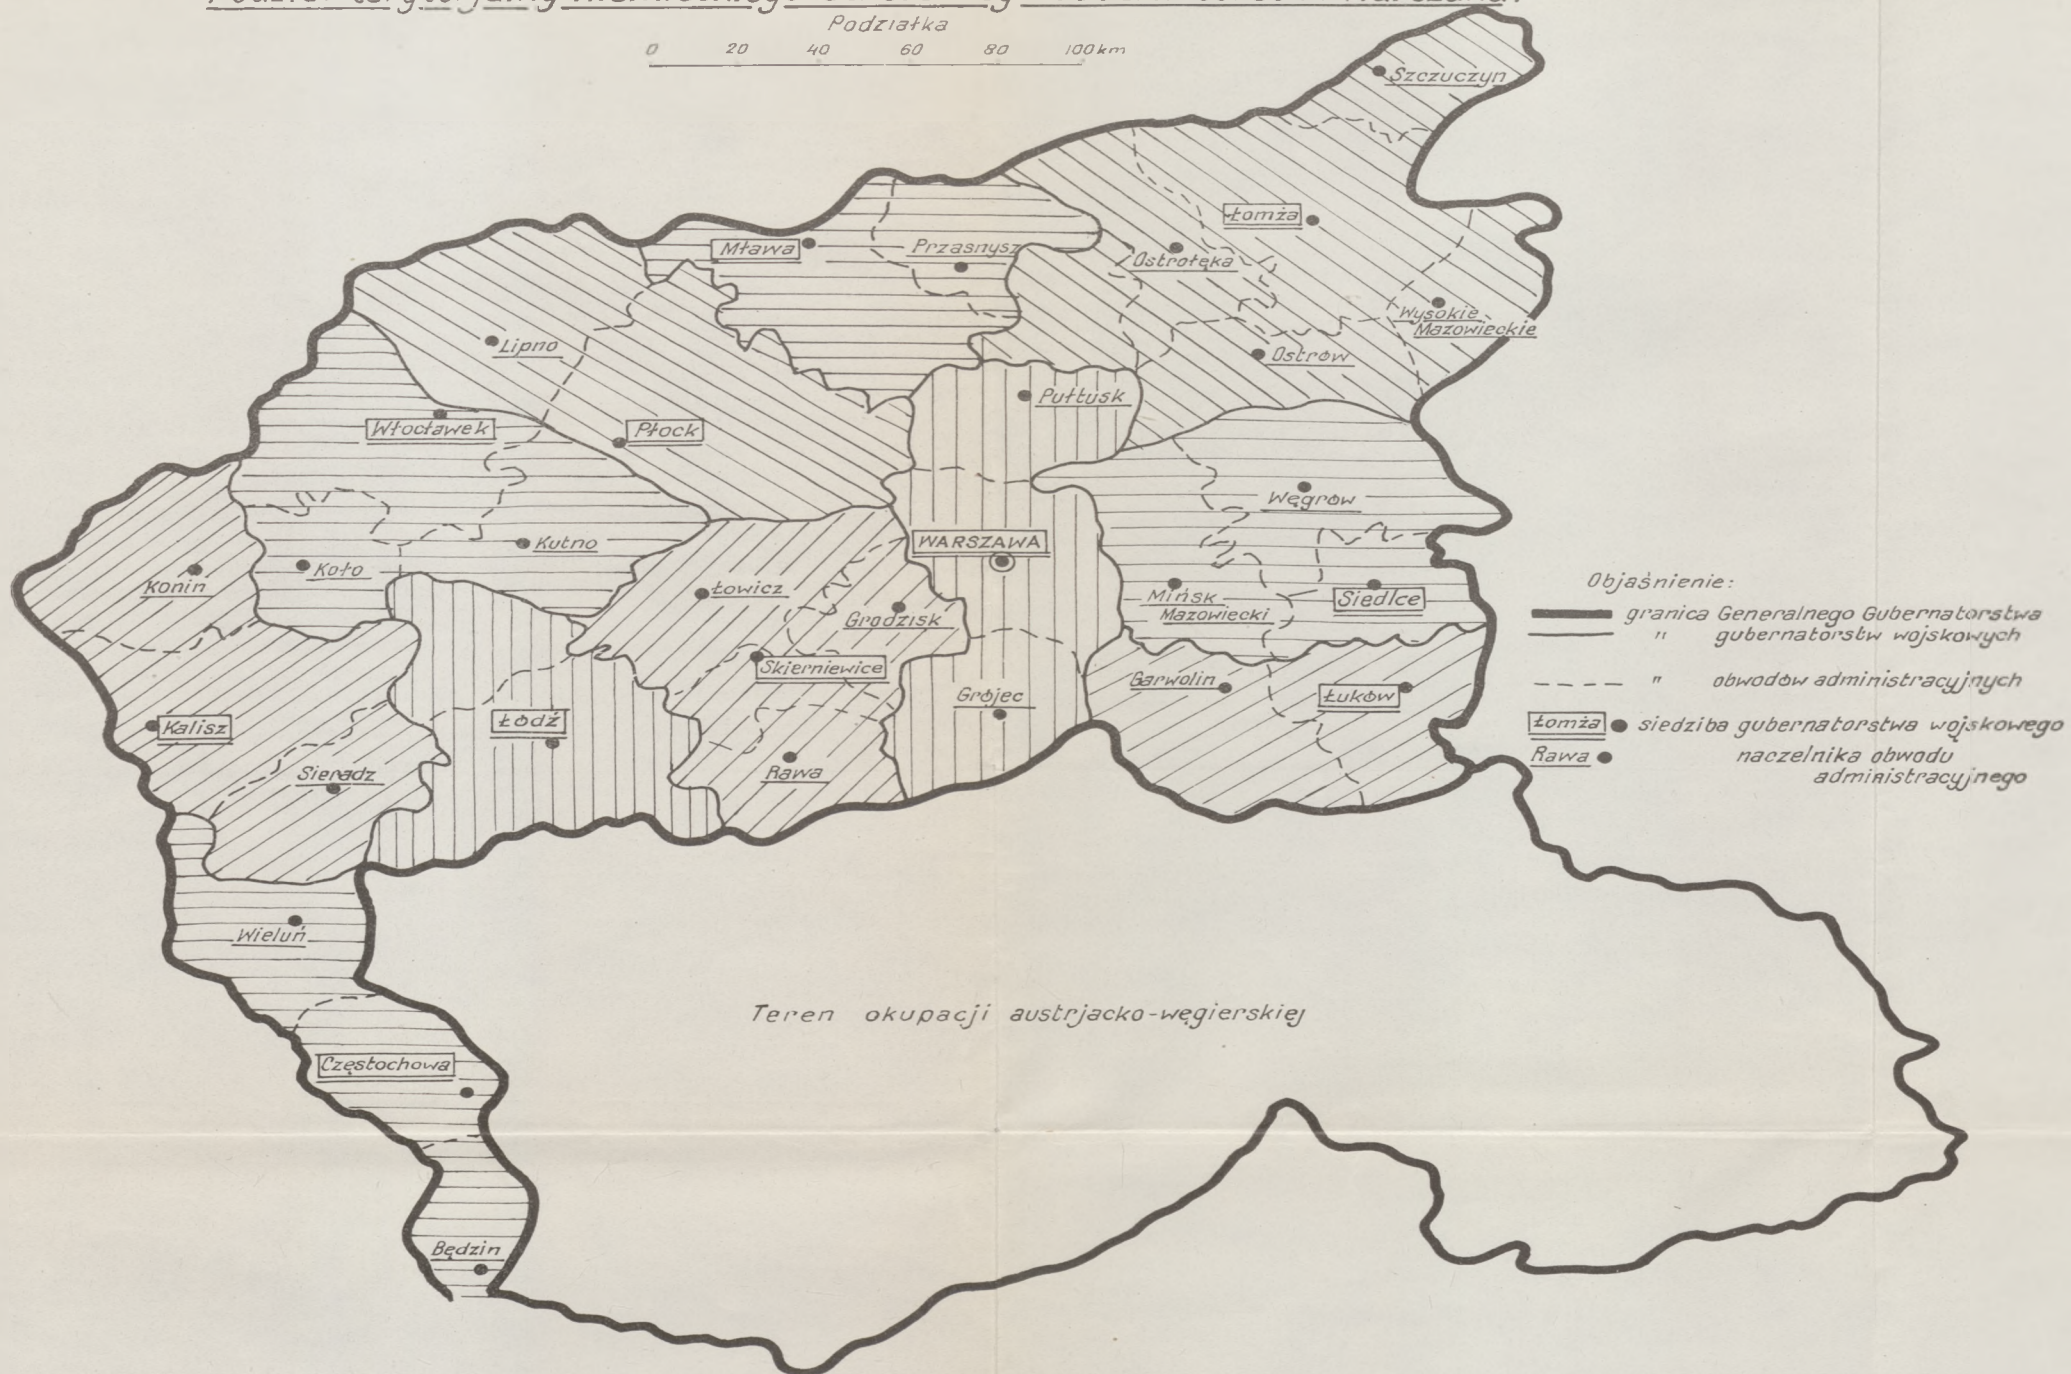 Podziałka
0 20 40 60 80 100 km
Szczuczyn
Łomża
Mława
Przasnysz
Ostrołęka
Wysokie
Mazowieckie
Lipno
Ostrów
Pułtusk
Włocławek
Płock
Węgrów
WARSZAWA
Kutno
Koło
Konin
Łowicz
Mińsk
Mazowiecki
Siedlce
Grodzisk
Skierniewice
Garwolin
Łuków
Grójec
Kalisz
Łódź
Sieradz
Rawa
Wieluń
Częstochowa
Będzin
Teren okupacji austrjacko-węgierskiej
Objaśnienie:
granica Generalnego Gubernatorstwa
" gubernatorstw wojskowych
" obwodów administracyjnych
Łomża siedziba gubernatorstwa wojskowego
Rawa naczelnika obwodu
administracyjnego